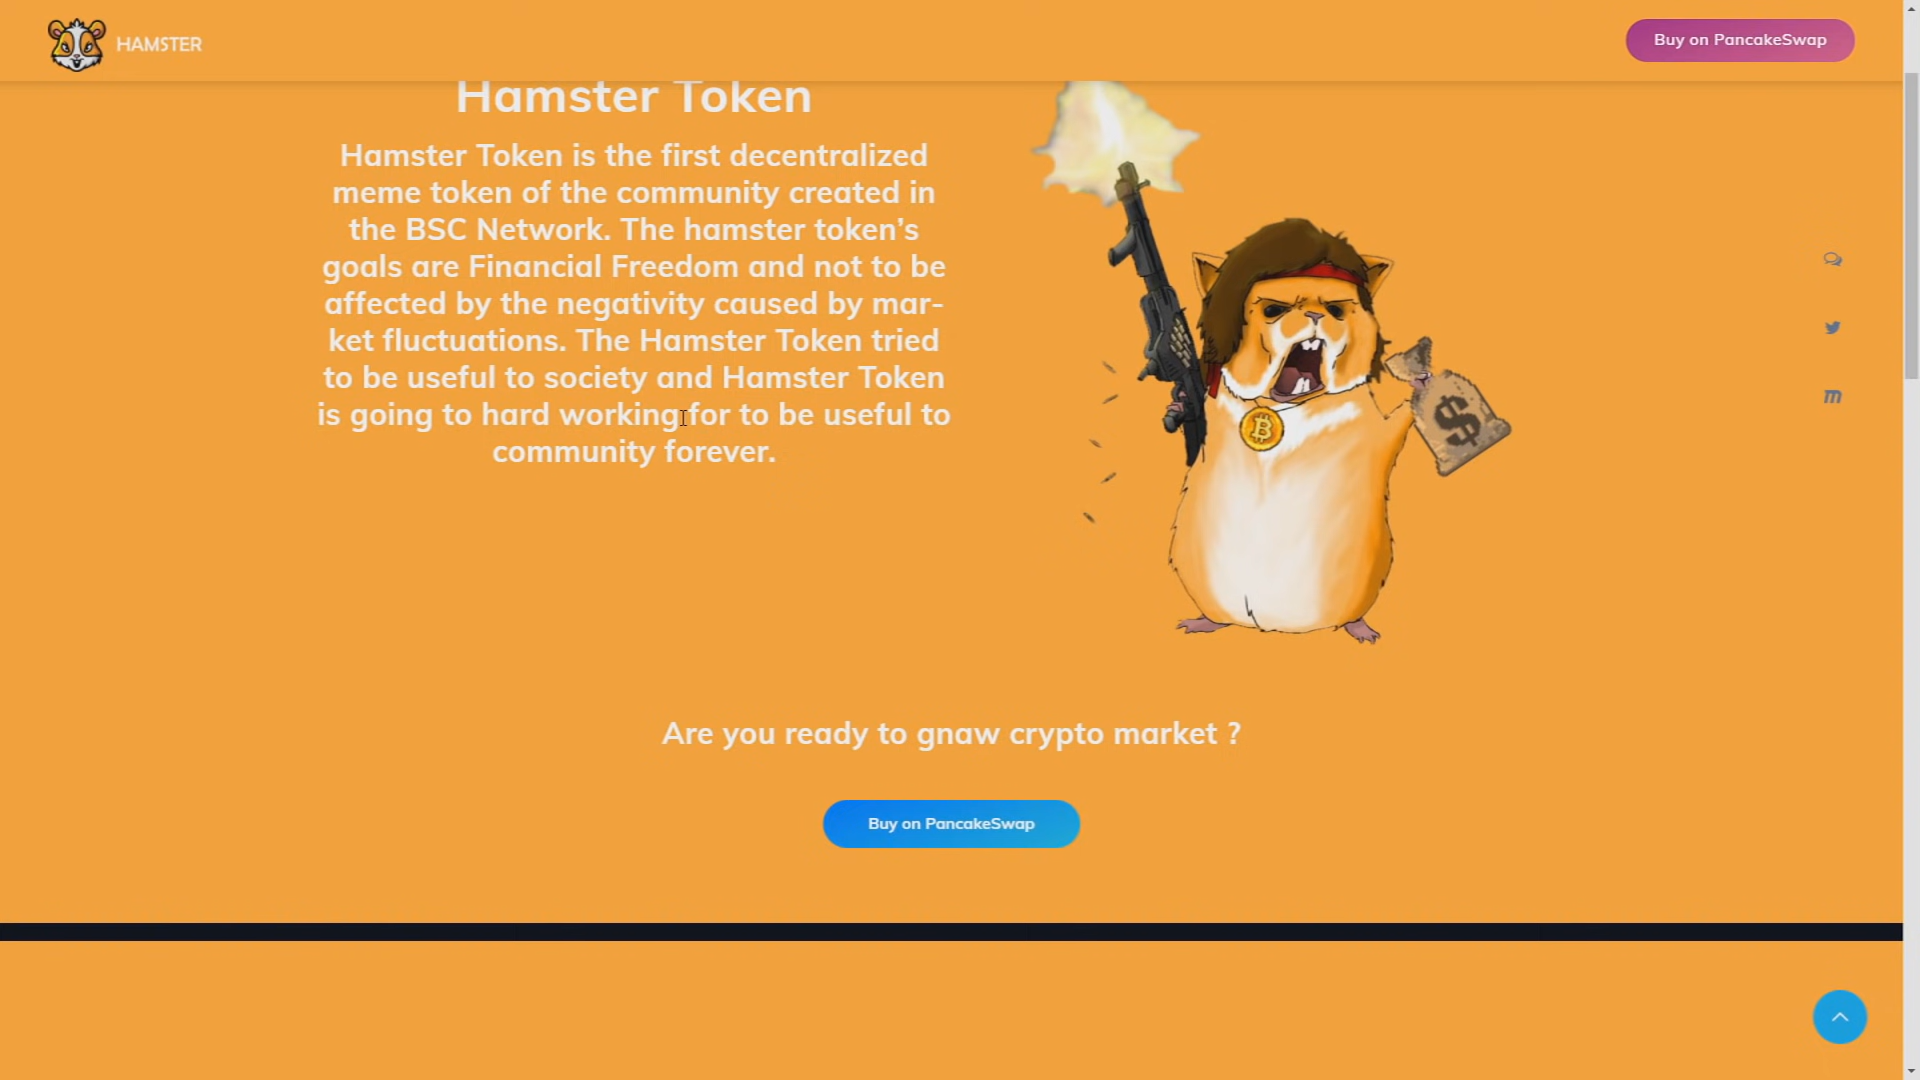 HAMSTER
Buy on PancakeSwap
Hamster Token
Hamster Token is the first decentralized
meme token of the community created in
the BSC Network. The hamster token’s
goals are Financial Freedom and not to be
affected by the negativity caused by mar-
ket fluctuations. The Hamster Token tried
to be useful to society and Hamster Token
is going to hard working for to be useful to
community forever.
Are you ready to gnaw crypto market ?
Buy on PancakeSwap